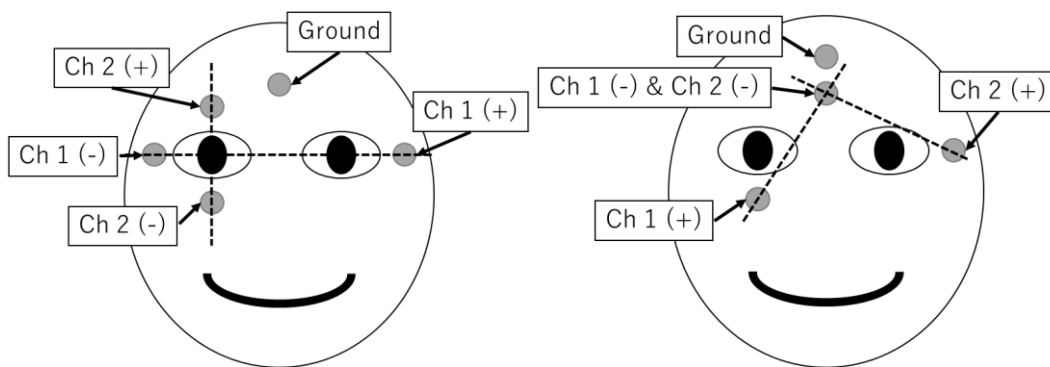 Ground
Ch 2 (+)
Ch 1 (+)
Ch 1 (-)
Ch 2 (-)
Ground
Ch 1 (-) & Ch 2 (-)
Ch 2 (+)
Ch 1 (+)